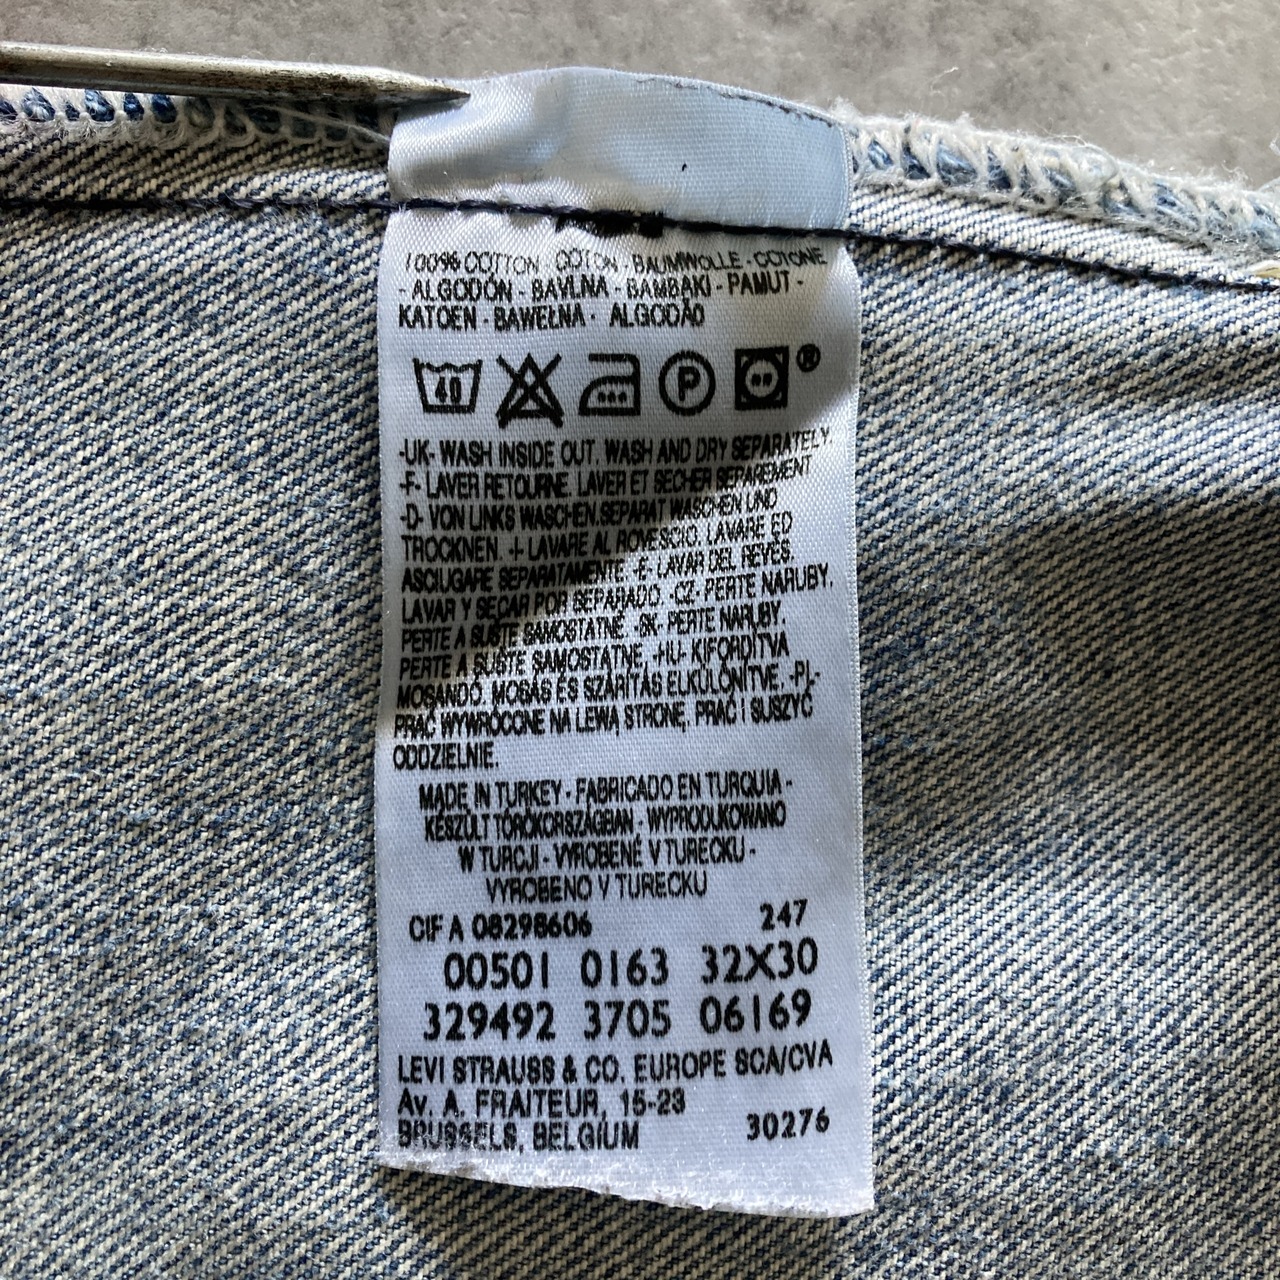 100% COTTON COTON - BAUMWOLLE - COTONE
- ALGODÓN - BAVLNA - BAMBAKI - PAMUT -
KATOEN - BAWEŁNA - ALGODÃO
40 P ®
-UK- WASH INSIDE OUT. WASH AND DRY SEPARATELY.
-F- LAVER RETOURNE. LAVER ET SECHER SEPAREMENT
-D- VON LINKS WASCHEN.SEPARAT WASCHEN UND
TROCKNEN. -I- LAVARE AL ROVESCIO. LAVARE ED
ASCIUGARE SEPARATAMENTE. -E- LAVAR DEL REVÉS.
LAVAR Y SECAR POR SEPARADO. -CZ- PERTE NARUBY.
PERTE A SUŠTE SAMOSTATNĚ. -SK- PERTE NARUBY.
PERTE A SUŠTE SAMOSTATNE, -HU- KIFORDÍTVA
MOSANDÓ. MOSÁS ÉS SZÁRÍTÁS ELKÜLÖNÍTVE. -PL-
PRAĆ WYWRÓCONE NA LEWĄ STRONĘ, PRAĆ I SUSZYĆ
ODDZIELNIE.
MADE IN TURKEY - FABRICADO EN TURQUIA -
KÉSZÜLT TÖRÖKORSZÁGBAN - WYPRODUKOWANO
W TURCJI - VYROBENÉ V TURECKU -
VYROBENO V TURECKU
CIF A 08298606 247
00501 0163 32X30
329492 3705 06169
LEVI STRAUSS & CO. EUROPE SCA/CVA
Av. A. FRAITEUR, 15-23
BRUSSELS, BELGIUM 30276